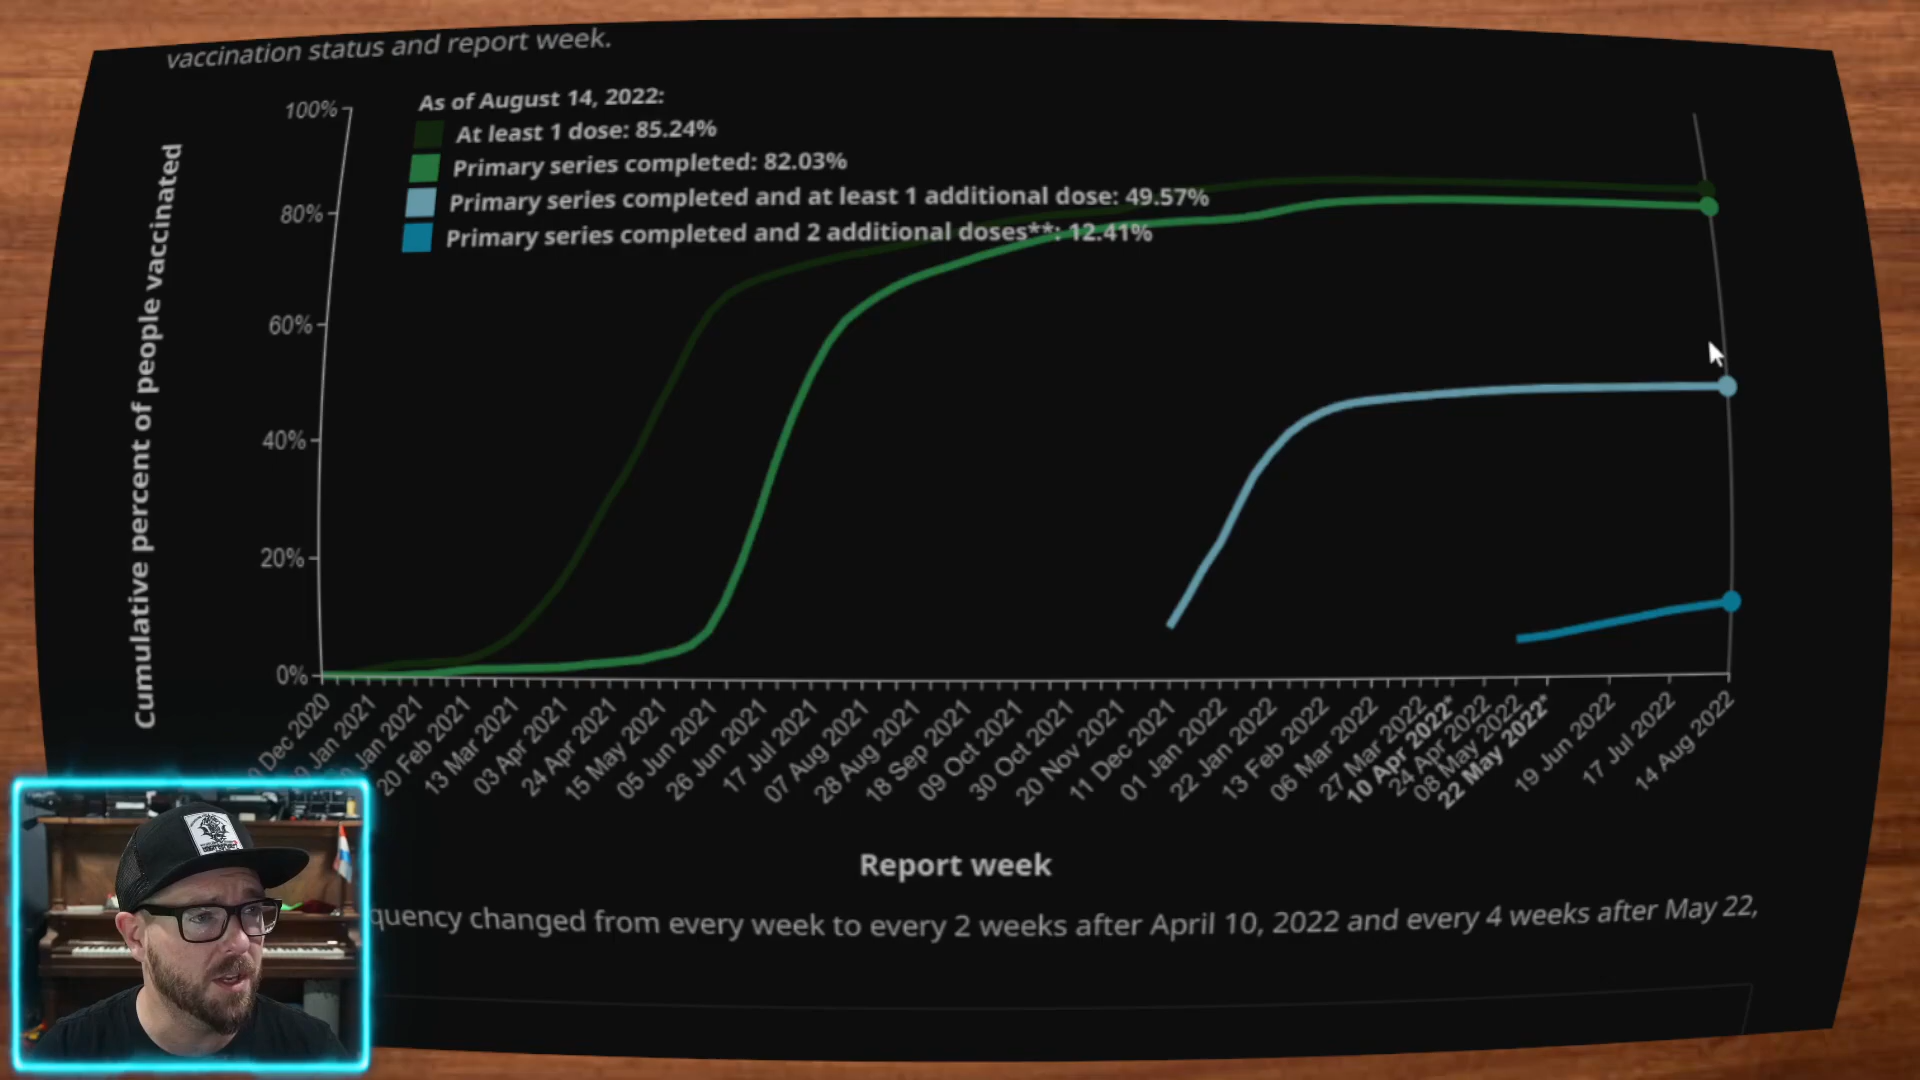 vaccination status and report week.
As of August 14, 2022:
At least 1 dose: 85.24%
Primary series completed: 82.03%
Primary series completed and at least 1 additional dose: 49.57%
Primary series completed and 2 additional doses**: 12.41%
Cumulative percent of people vaccinated
100%
80%
60%
40%
20%
0%
Dec 2020
Jan 2021
Jan 2021
20 Feb 2021
13 Mar 2021
03 Apr 2021
24 Apr 2021
15 May 2021
05 Jun 2021
26 Jun 2021
17 Jul 2021
07 Aug 2021
28 Aug 2021
18 Sep 2021
09 Oct 2021
30 Oct 2021
20 Nov 2021
11 Dec 2021
01 Jan 2022
22 Jan 2022
13 Feb 2022
06 Mar 2022
27 Mar 2022
10 Apr 2022*
24 Apr 2022
08 May 2022
22 May 2022*
19 Jun 2022
17 Jul 2022
14 Aug 2022
Report week
quency changed from every week to every 2 weeks after April 10, 2022 and every 4 weeks after May 22,